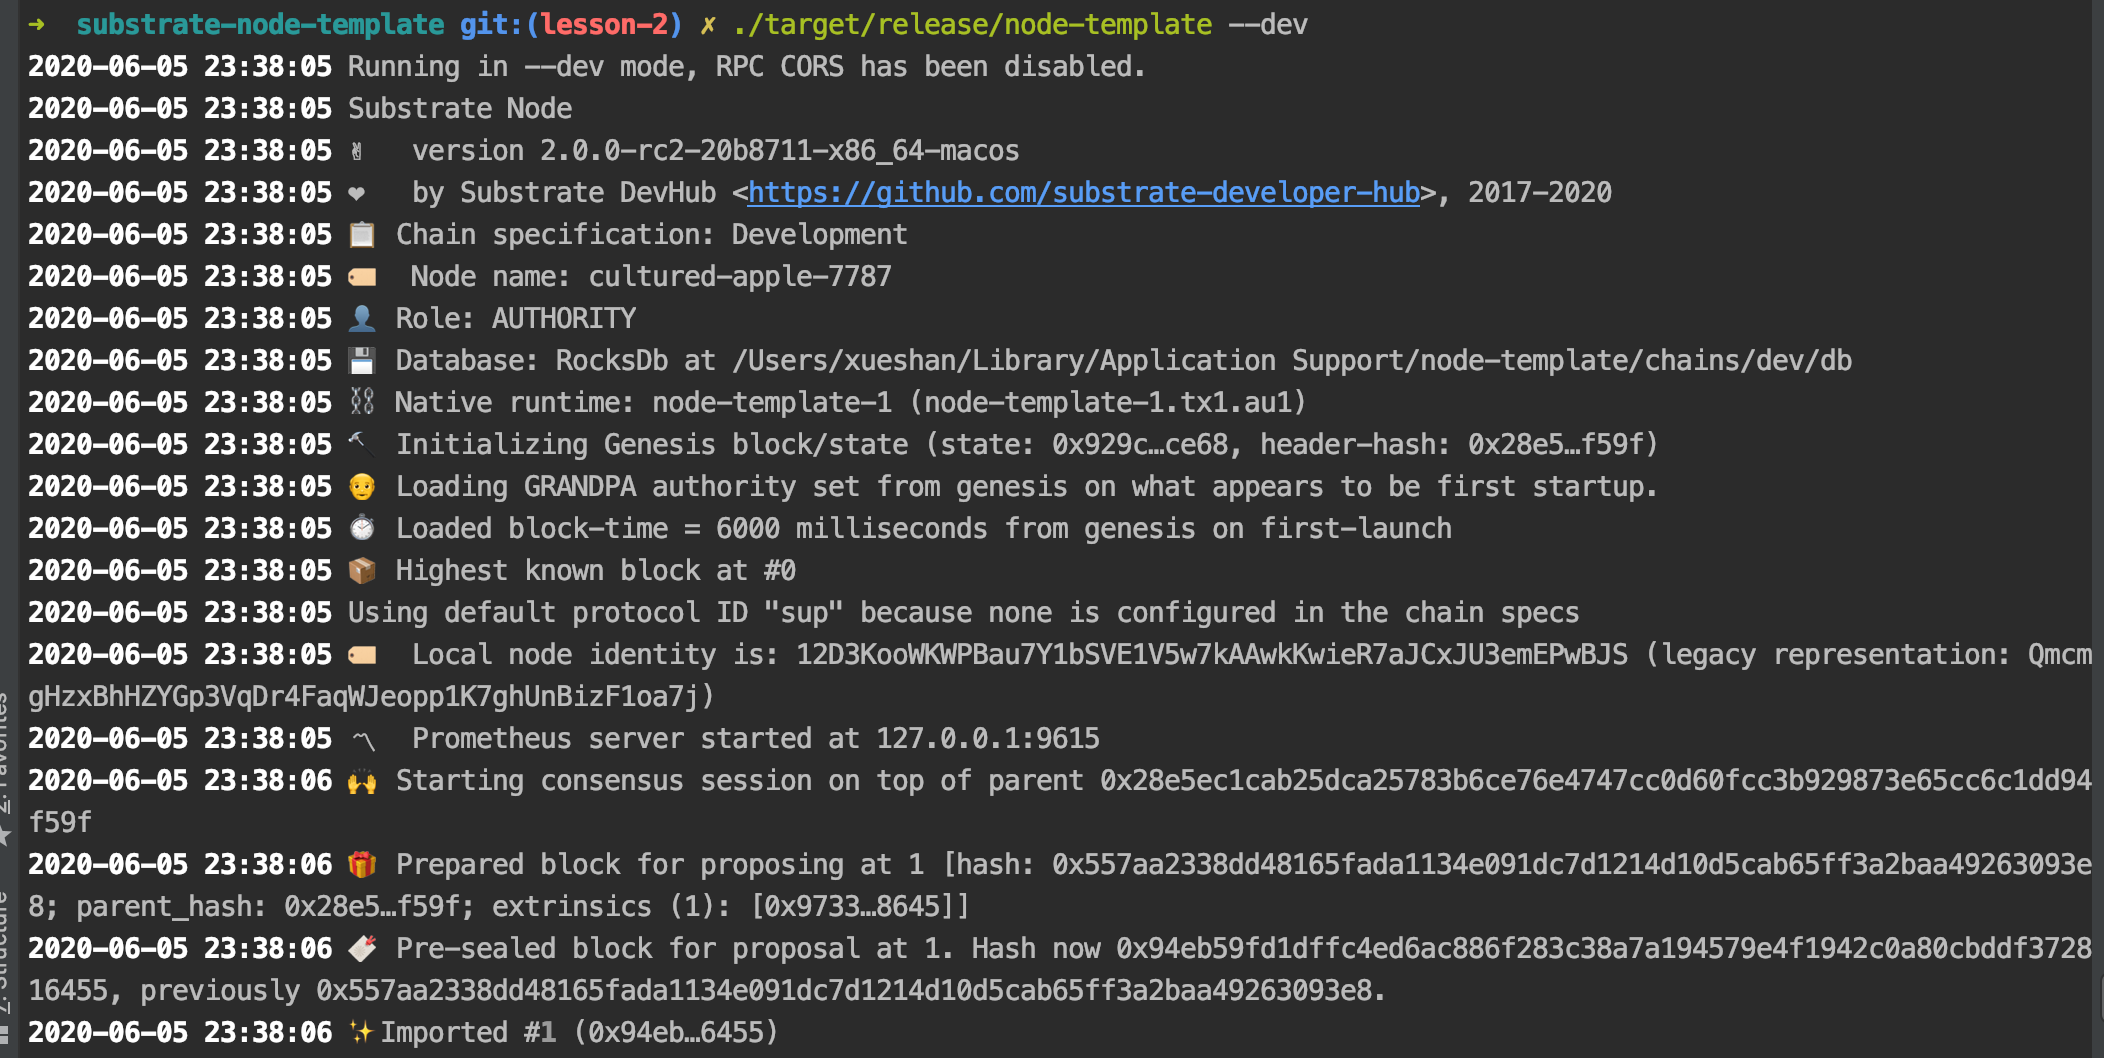 ➜  substrate-node-template git:(lesson-2) ✗ ./target/release/node-template --dev
2020-06-05 23:38:05 Running in --dev mode, RPC CORS has been disabled.
2020-06-05 23:38:05 Substrate Node
2020-06-05 23:38:05 ✌   version 2.0.0-rc2-20b8711-x86_64-macos
2020-06-05 23:38:05 ❤   by Substrate DevHub <https://github.com/substrate-developer-hub>, 2017-2020
2020-06-05 23:38:05 📋 Chain specification: Development
2020-06-05 23:38:05 🏷  Node name: cultured-apple-7787
2020-06-05 23:38:05 👤 Role: AUTHORITY
2020-06-05 23:38:05 💾 Database: RocksDb at /Users/xueshan/Library/Application Support/node-template/chains/dev/db
2020-06-05 23:38:05 ⛓ Native runtime: node-template-1 (node-template-1.tx1.au1)
2020-06-05 23:38:05 🔨 Initializing Genesis block/state (state: 0x929c…ce68, header-hash: 0x28e5…f59f)
2020-06-05 23:38:05 👴 Loading GRANDPA authority set from genesis on what appears to be first startup.
2020-06-05 23:38:05 ⏱ Loaded block-time = 6000 milliseconds from genesis on first-launch
2020-06-05 23:38:05 📦 Highest known block at #0
2020-06-05 23:38:05 Using default protocol ID "sup" because none is configured in the chain specs
2020-06-05 23:38:05 🏷  Local node identity is: 12D3KooWKWPBau7Y1bSVE1V5w7kAAwkKwieR7aJCxJU3emEPwBJS (legacy representation: Qmcm
gHzxBhHZYGp3VqDr4FaqWJeopp1K7ghUnBizF1oa7j)
2020-06-05 23:38:05 〽  Prometheus server started at 127.0.0.1:9615
2020-06-05 23:38:06 🙌 Starting consensus session on top of parent 0x28e5ec1cab25dca25783b6ce76e4747cc0d60fcc3b929873e65cc6c1dd94
f59f
2020-06-05 23:38:06 🎁 Prepared block for proposing at 1 [hash: 0x557aa2338dd48165fada1134e091dc7d1214d10d5cab65ff3a2baa49263093e
8; parent_hash: 0x28e5…f59f; extrinsics (1): [0x9733…8645]]
2020-06-05 23:38:06 🔖 Pre-sealed block for proposal at 1. Hash now 0x94eb59fd1dffc4ed6ac886f283c38a7a194579e4f1942c0a80cbddf3728
16455, previously 0x557aa2338dd48165fada1134e091dc7d1214d10d5cab65ff3a2baa49263093e8.
2020-06-05 23:38:06 ✨ Imported #1 (0x94eb…6455)
2: Favorites
7: Structure